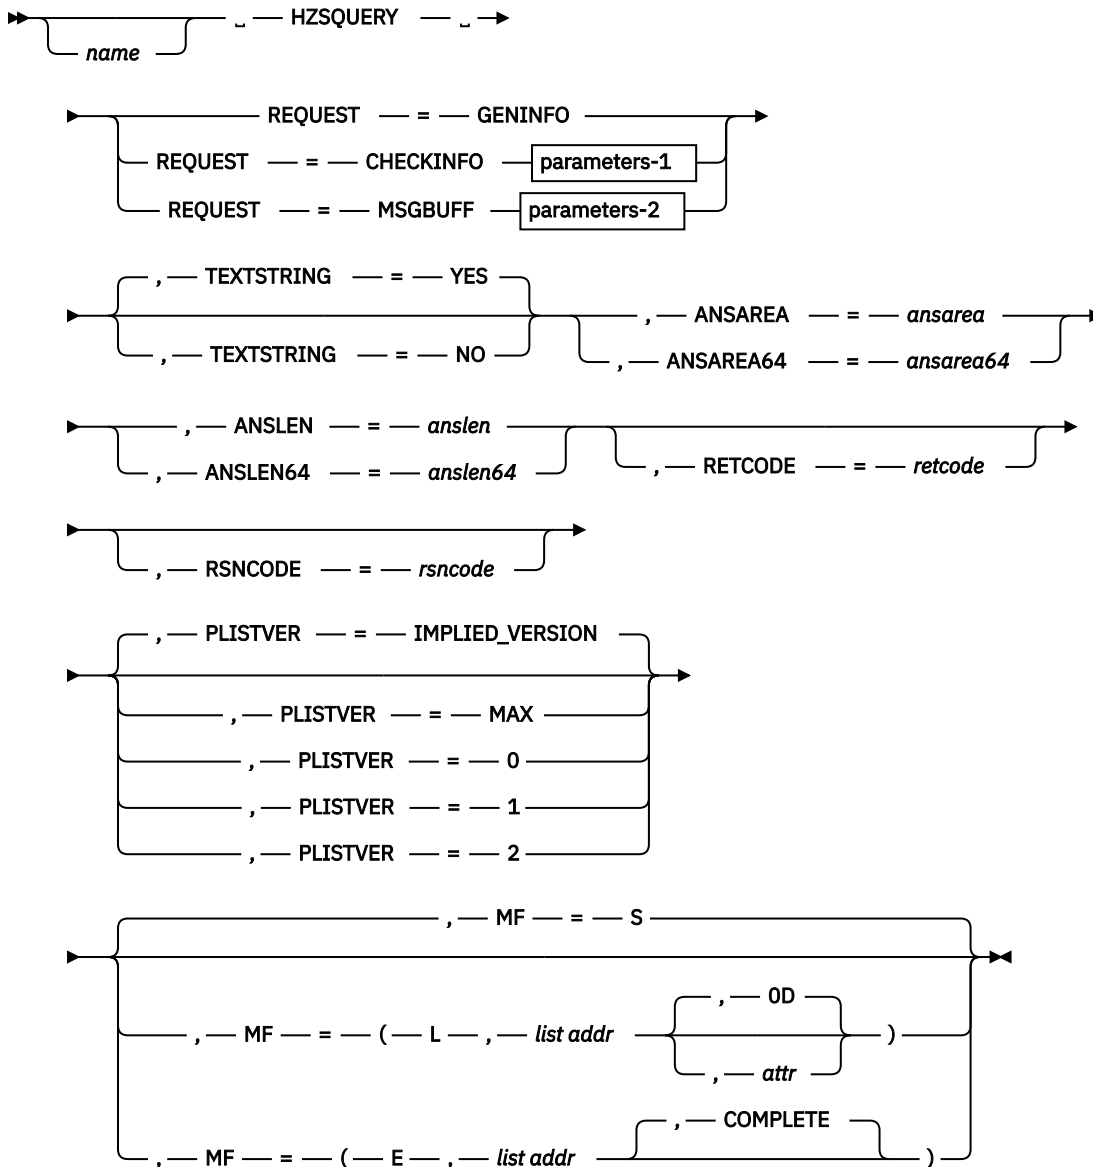 ␣ HZSQUERY ␣
name
REQUEST = GENINFO
REQUEST = CHECKINFO parameters-1
REQUEST = MSGBUFF parameters-2
, TEXTSTRING = YES
, TEXTSTRING = NO
, ANSAREA = ansarea
, ANSAREA64 = ansarea64
, ANSLEN = anslen
, ANSLEN64 = anslen64
, RETCODE = retcode
, RSNCODE = rsncode
, PLISTVER = IMPLIED_VERSION
, PLISTVER = MAX
, PLISTVER = 0
, PLISTVER = 1
, PLISTVER = 2
, MF = S
, MF = ( L , list addr , 0D )
, attr
, MF = ( E , list addr , COMPLETE )